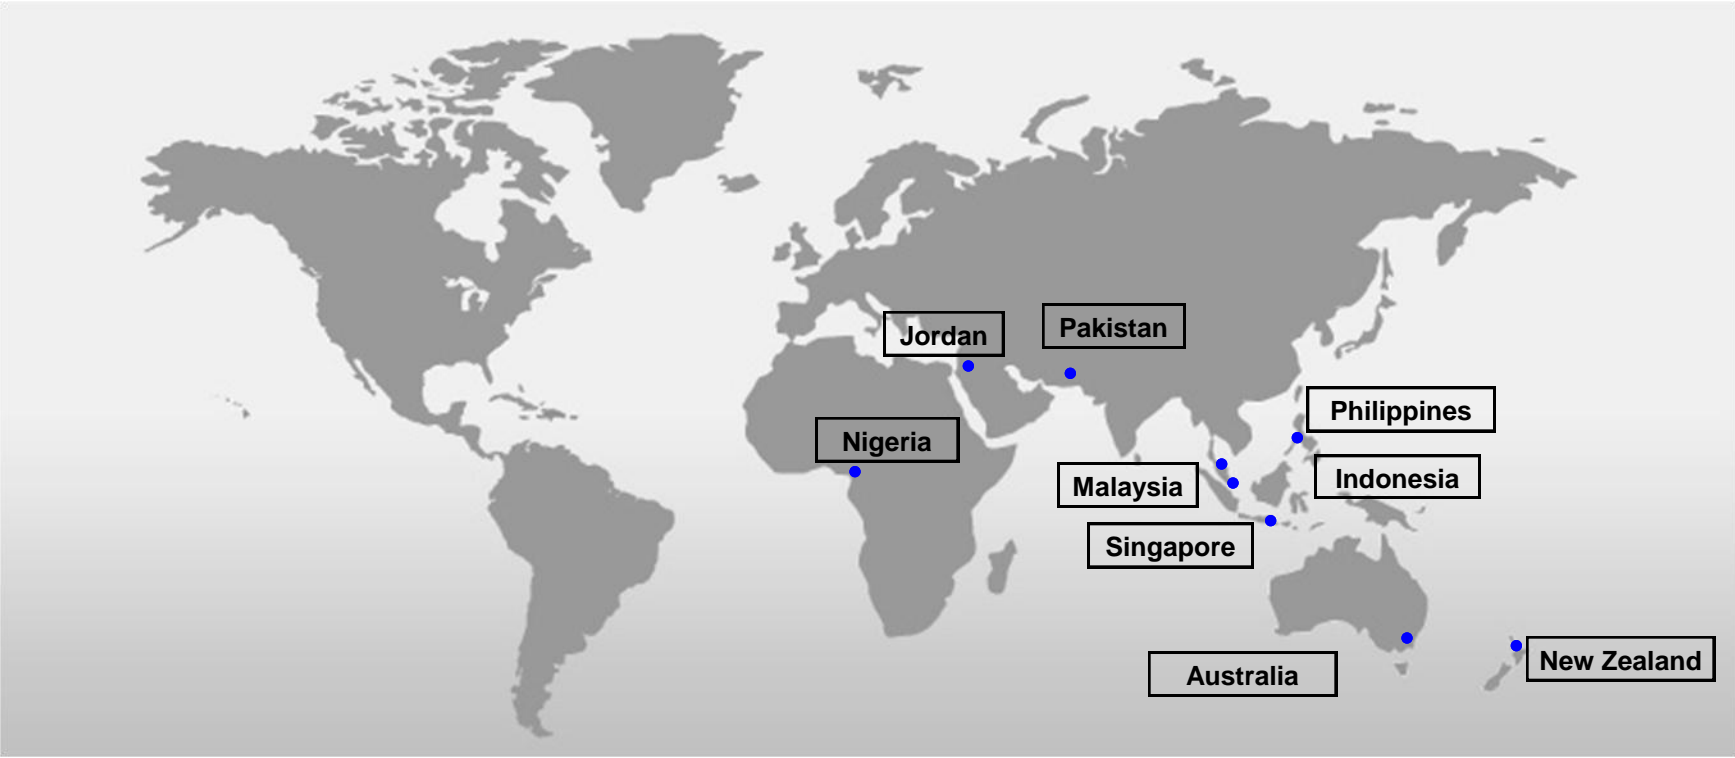 Jordan
Pakistan
Philippines
Nigeria
Malaysia
Indonesia
Singapore
Australia
New Zealand